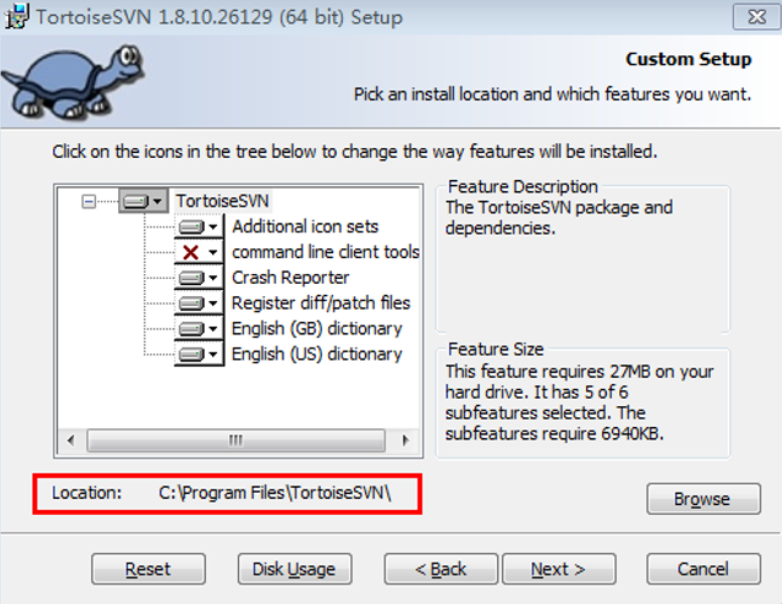 TortoiseSVN 1.8.10.26129 (64 bit) Setup
Custom Setup
Pick an install location and which features you want.
Click on the icons in the tree below to change the way features will be installed.
TortoiseSVN
Additional icon sets
command line client tools
Crash Reporter
Register diff/patch files
English (GB) dictionary
English (US) dictionary
Feature Description
The TortoiseSVN package and
dependencies.
Feature Size
This feature requires 27MB on your
hard drive. It has 5 of 6
subfeatures selected. The
subfeatures require 6940KB.
Location: C:\Program Files\TortoiseSVN\
Browse
Reset
Disk Usage
< Back
Next >
Cancel